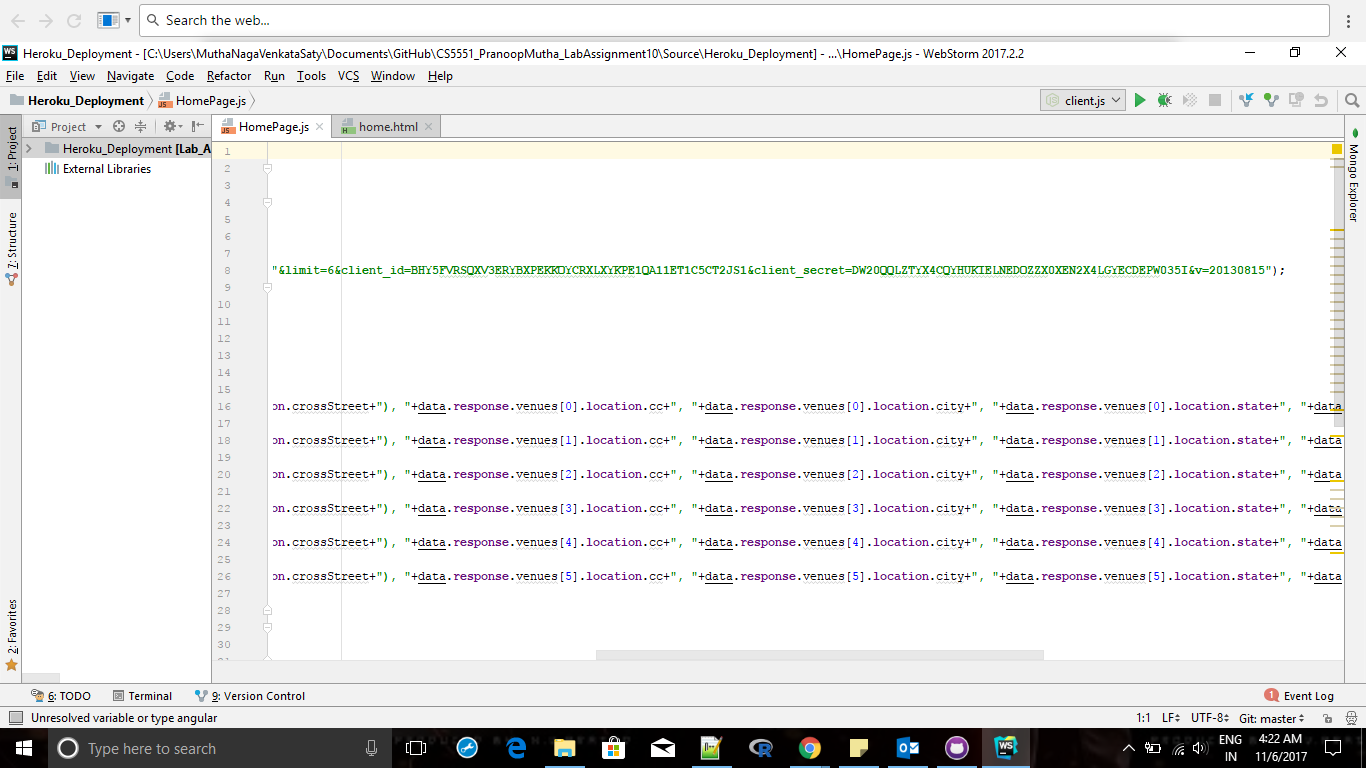 Search the web...
Heroku_Deployment - [C:\Users\MuthaNagaVenkataSaty\Documents\GitHub\CS5551_PranoopMutha_LabAssignment10\Source\Heroku_Deployment] - ...\HomePage.js - WebStorm 2017.2.2
File Edit View Navigate Code Refactor Run Tools VCS Window Help
Heroku_Deployment HomePage.js client.js
Project HomePage.js home.html
1: Project
Heroku_Deployment [Lab_A
External Libraries
7: Structure
2: Favorites
Mongo Explorer
1
2
3
4
5
6
7
8 "&limit=6&client_id=BHY5FVRSQXV3ERYBXPEKKDYCRXLXYKPE1QA11ET1C5CT2JS1&client_secret=DW20QQLZTYX4CQYHUKIELNEDOZZX0XEN2X4LGYECDEPW035I&v=20130815");
9
10
11
12
13
14
15
16 on.crossStreet+"), "+data.response.venues[0].location.cc+", "+data.response.venues[0].location.city+", "+data.response.venues[0].location.state+", "+data
17
18 on.crossStreet+"), "+data.response.venues[1].location.cc+", "+data.response.venues[1].location.city+", "+data.response.venues[1].location.state+", "+data
19
20 on.crossStreet+"), "+data.response.venues[2].location.cc+", "+data.response.venues[2].location.city+", "+data.response.venues[2].location.state+", "+data
21
22 on.crossStreet+"), "+data.response.venues[3].location.cc+", "+data.response.venues[3].location.city+", "+data.response.venues[3].location.state+", "+data
23
24 on.crossStreet+"), "+data.response.venues[4].location.cc+", "+data.response.venues[4].location.city+", "+data.response.venues[4].location.state+", "+data
25
26 on.crossStreet+"), "+data.response.venues[5].location.cc+", "+data.response.venues[5].location.city+", "+data.response.venues[5].location.state+", "+data
27
28
29
30
6: TODO Terminal 9: Version Control 1 Event Log
Unresolved variable or type angular 1:1 LF UTF-8 Git: master
Type here to search ENG 4:22 AM
IN 11/6/2017